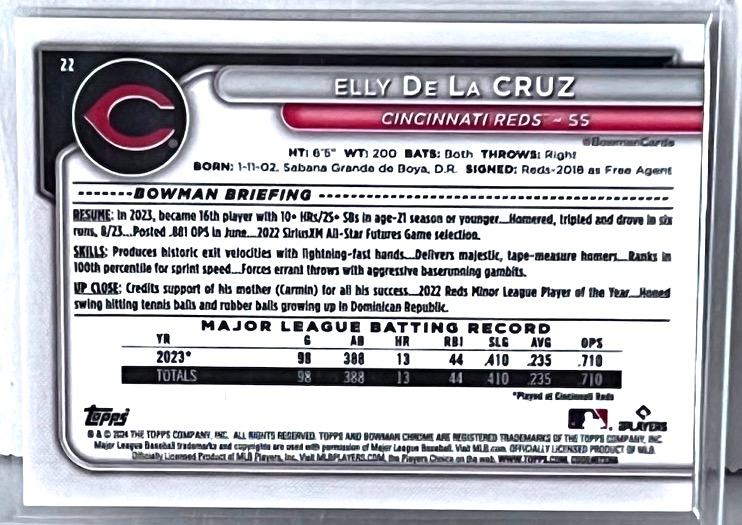 22
ELLY DE LA CRUZ
CINCINNATI REDS™ ~ SS
@BowmanCards
HT: 6'5" WT: 200 BATS: Both THROWS: Right
BORN: 1-11-02, Sabana Grande de Boya, D.R. SIGNED: Reds-2018 as Free Agent
BOWMAN BRIEFING
RESUME: In 2023, became 16th player with 10+ HRs/25+ SBs in age-21 season or younger...Homered, tripled and drove in six
runs, 8/23...Posted .881 OPS in June...2022 SiriusXM All-Star Futures Game selection.
SKILLS: Produces historic exit velocities with lightning-fast hands...Delivers majestic, tape-measure homers...Ranks in
100th percentile for sprint speed...Forces errant throws with aggressive baserunning gambits.
UP CLOSE: Credits support of his mother (Carmin) for all his success...2022 Reds Minor League Player of the Year...Honed
swing hitting tennis balls and rubber balls growing up in Dominican Republic.
MAJOR LEAGUE BATTING RECORD
YR G AB HR RBI SLG AVG OPS
2023* 98 388 13 44 .410 .235 .710
TOTALS 98 388 13 44 .410 .235 .710
*Played at Cincinnati Reds
Topps
PLAYERS
® & © 2024 THE TOPPS COMPANY, INC. ALL RIGHTS RESERVED. TOPPS AND BOWMAN CHROME ARE REGISTERED TRADEMARKS OF THE TOPPS COMPANY, INC.
Major League Baseball trademarks and copyrights are used with permission of Major League Baseball. Visit MLB.com. OFFICIALLY LICENSED PRODUCT OF MLB.
Officially Licensed Product of MLB Players, Inc. Visit MLBPLAYERS.COM, the Players Choice on the web. WWW.TOPPS.COM